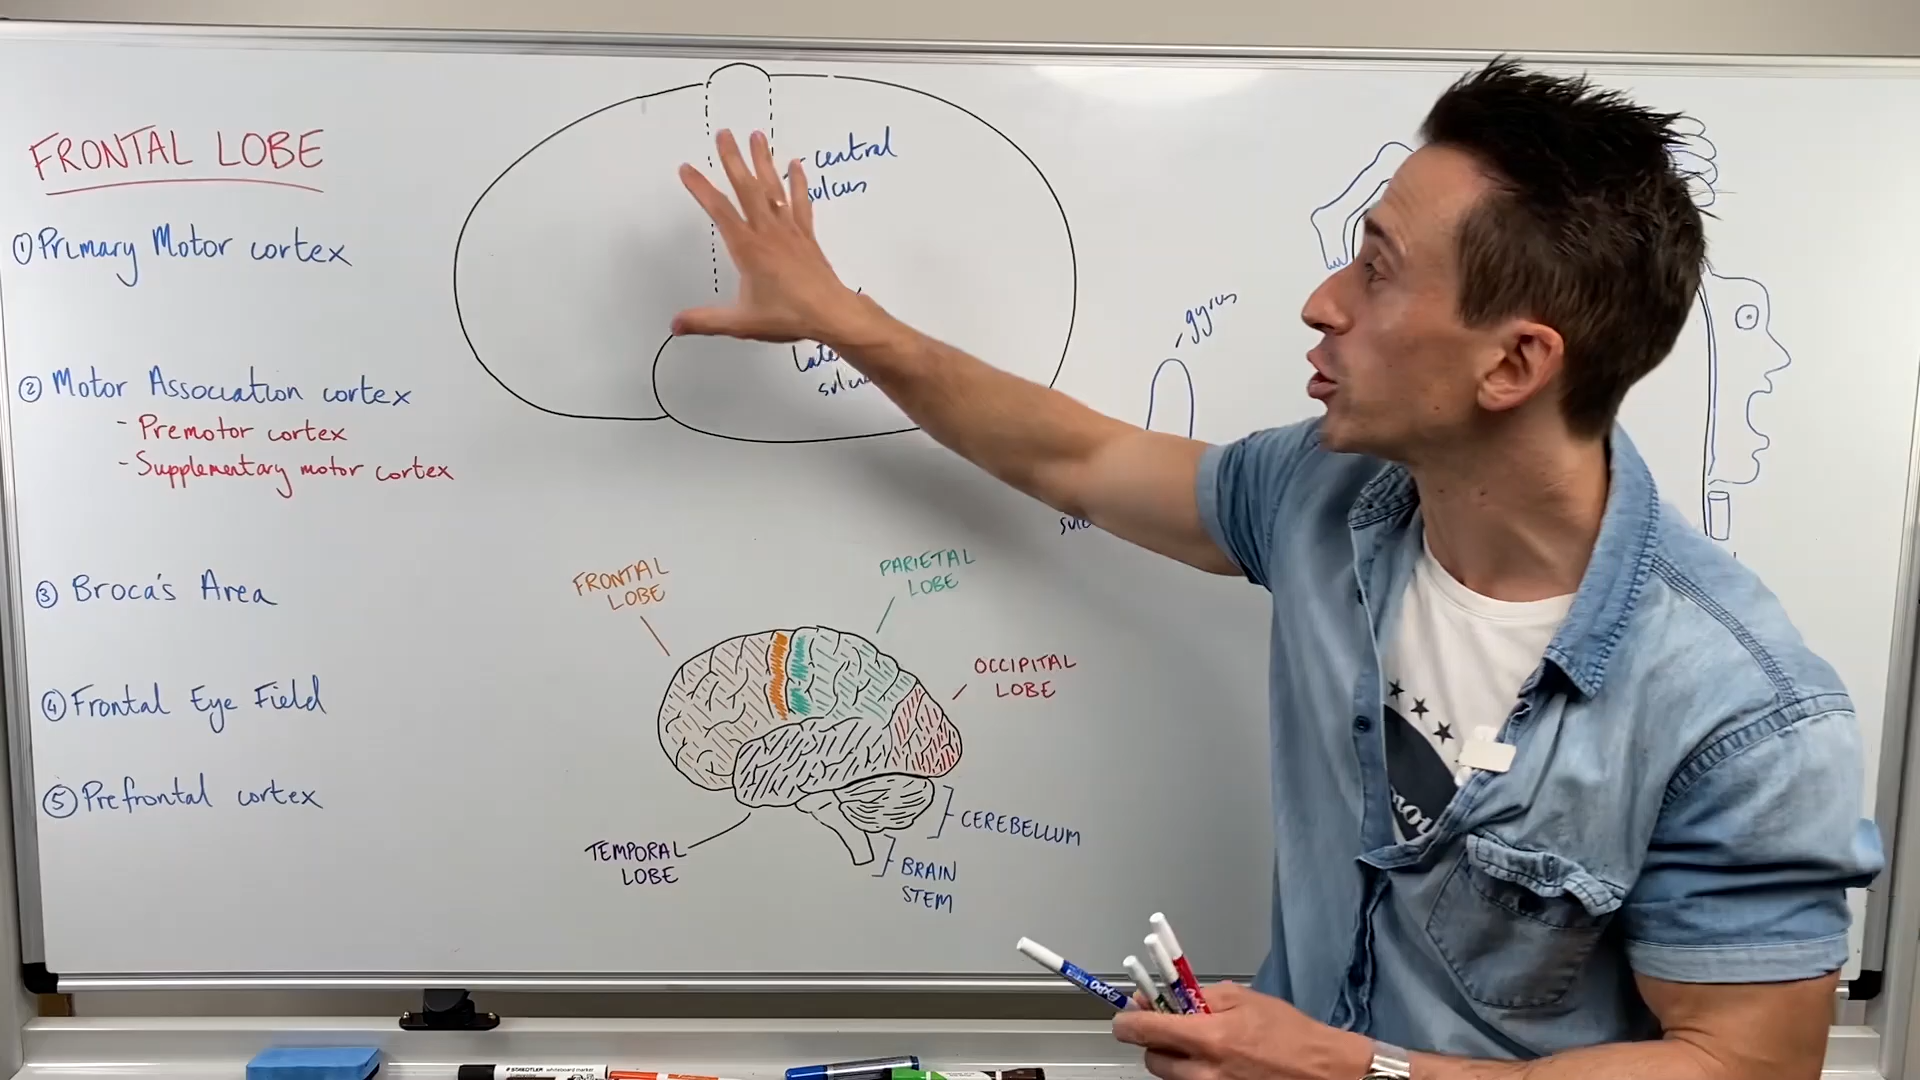 FRONTAL LOBE
① Primary Motor cortex
② Motor Association cortex
- Premotor cortex
- Supplementary motor cortex
③ Broca's Area
④ Frontal Eye Field
⑤ Prefrontal cortex
central
sulcus
gyrus
FRONTAL
LOBE
PARIETAL
LOBE
OCCIPITAL
LOBE
CEREBELLUM
BRAIN
STEM
TEMPORAL
LOBE
EXPO
STAEDTLER